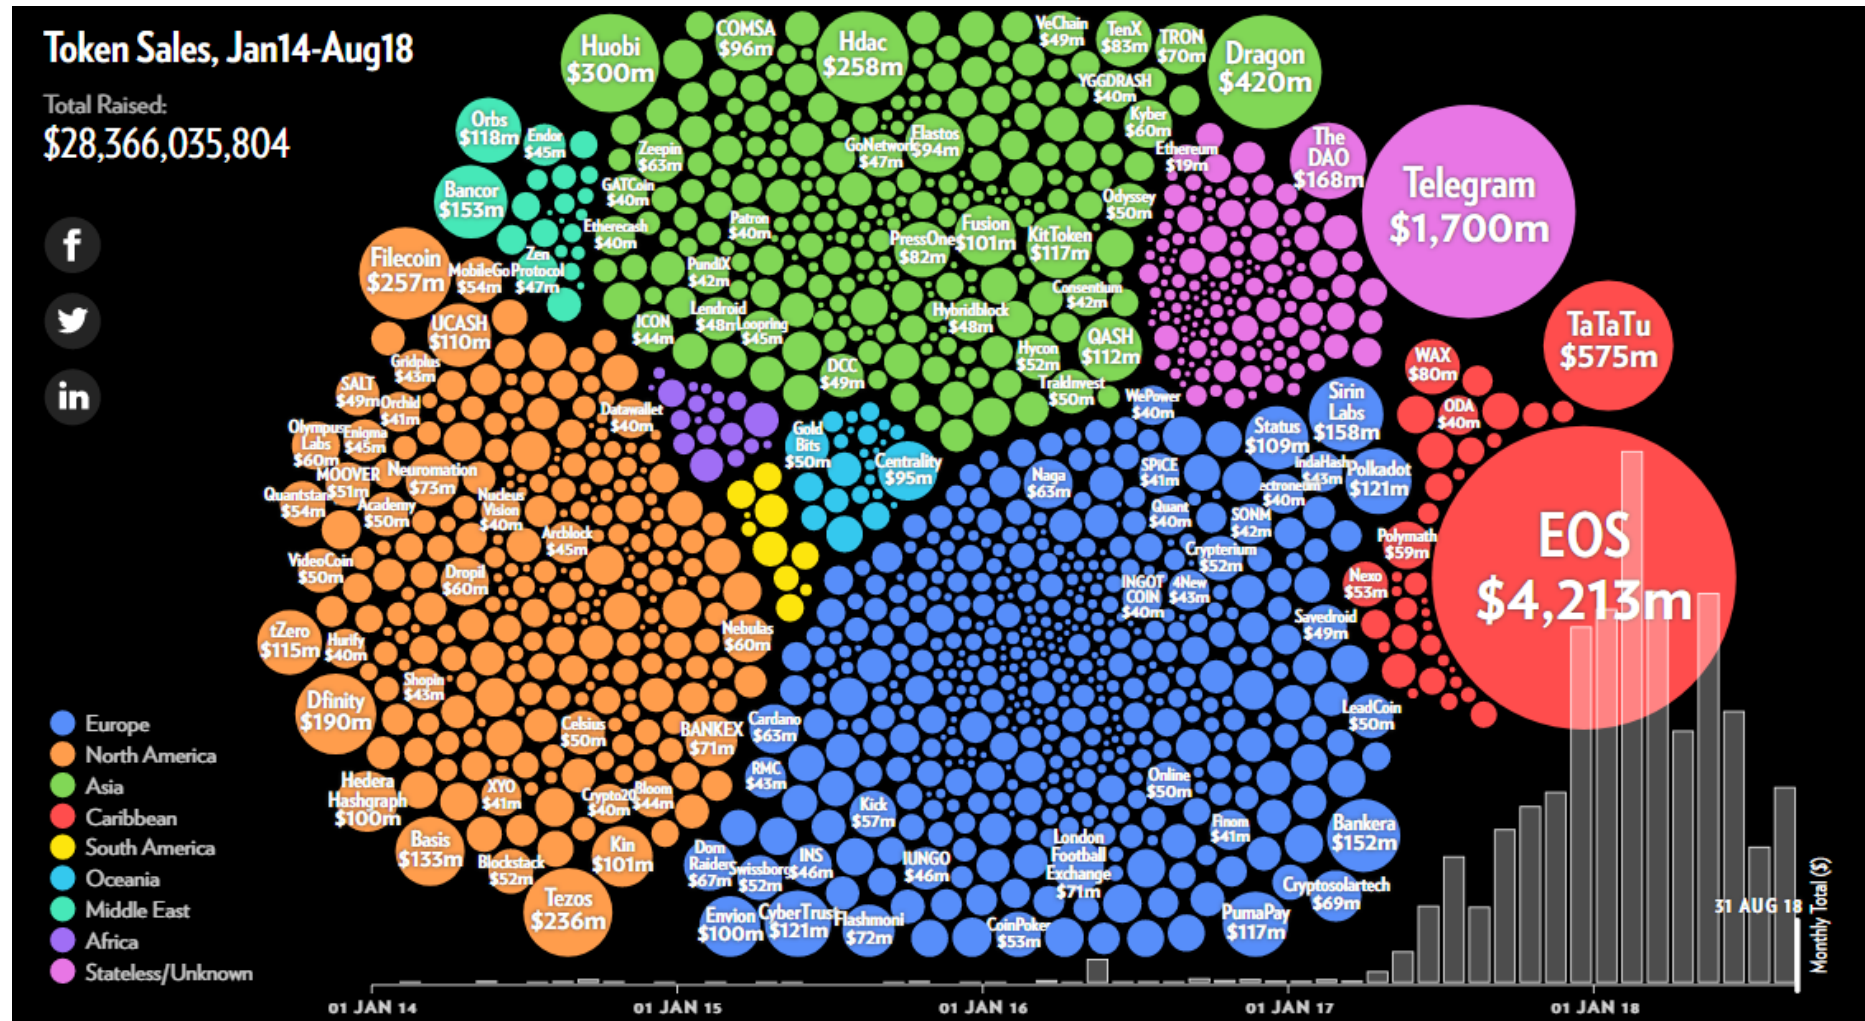 Token Sales, Jan14-Aug18
Total Raised:
$28,366,035,804
f
in
Huobi
$300m
COMSA
$96m
Hdac
$258m
VeChain
$49m
TenX
$83m
TRON
$70m
Dragon
$420m
YGGDRASH
$40m
Kyber
$60m
Orbs
$118m
Endor
$45m
Zeepin
$63m
GoNetwork
$47m
Elastos
$94m
Ethereum
$19m
The
DAO
$168m
Telegram
$1,700m
Bancor
$153m
GATCoin
$40m
Odyssey
$50m
Etherecash
$40m
Patron
$40m
PressOne
$82m
Fusion
$101m
KitToken
$117m
Filecoin
$257m
MobileGo
$54m
Zen
Protocol
$47m
PundiX
$42m
Consentium
$42m
UCASH
$110m
ICON
$44m
Lendroid
$48m
Loopring
$45m
Hybridblock
$48m
QASH
$112m
TaTaTu
$575m
Gridplus
$43m
DCC
$49m
Hycon
$52m
TrakInvest
$50m
WAX
$80m
SALT
$49m
Orchid
$41m
Datawallet
$40m
WePower
$40m
Sirin
Labs
$158m
ODA
$40m
Olympus
Labs
$60m
Enigma
$45m
Gold
Bits
$50m
Status
$109m
MOOVER
$51m
Neuromation
$73m
Centrality
$95m
Naga
$63m
SPiCE
$41m
IndaHash
$43m
Polkadot
$121m
Quantstar
$54m
Academy
$50m
Nucleus
Vision
$40m
Quant
$40m
ectroneum
$40m
SONM
$42m
Arcblock
$45m
Crypterium
$52m
Polymath
$59m
EOS
$4,213m
VideoCoin
$50m
Dropil
$60m
INGOT
COIN
$40m
4New
$43m
Nexo
$53m
tZero
$115m
Hurify
$40m
Nebulas
$60m
Savedroid
$49m
Dfinity
$190m
Shopin
$43m
Celsius
$50m
BANKEX
$71m
Cardano
$63m
LeadCoin
$50m
Hedera
Hashgraph
$100m
XYO
$41m
Crypto20
$40m
Bloom
$44m
RMC
$43m
Online
$50m
Kick
$57m
Finom
$41m
Bankera
$152m
Basis
$133m
Blockstack
$52m
Kin
$101m
Dom
Raider
$67m
Swissborg
$52m
INS
$46m
IUNGO
$46m
London
Football
Exchange
$71m
Cryptosolartech
$69m
Tezos
$236m
Envion
$100m
CyberTrust
$121m
Flashmoni
$72m
CoinPoker
$53m
PumaPay
$117m
Europe
North America
Asia
Caribbean
South America
Oceania
Middle East
Africa
Stateless/Unknown
31 AUG 18
Monthly Total ($)
01 JAN 14
01 JAN 15
01 JAN 16
01 JAN 17
01 JAN 18